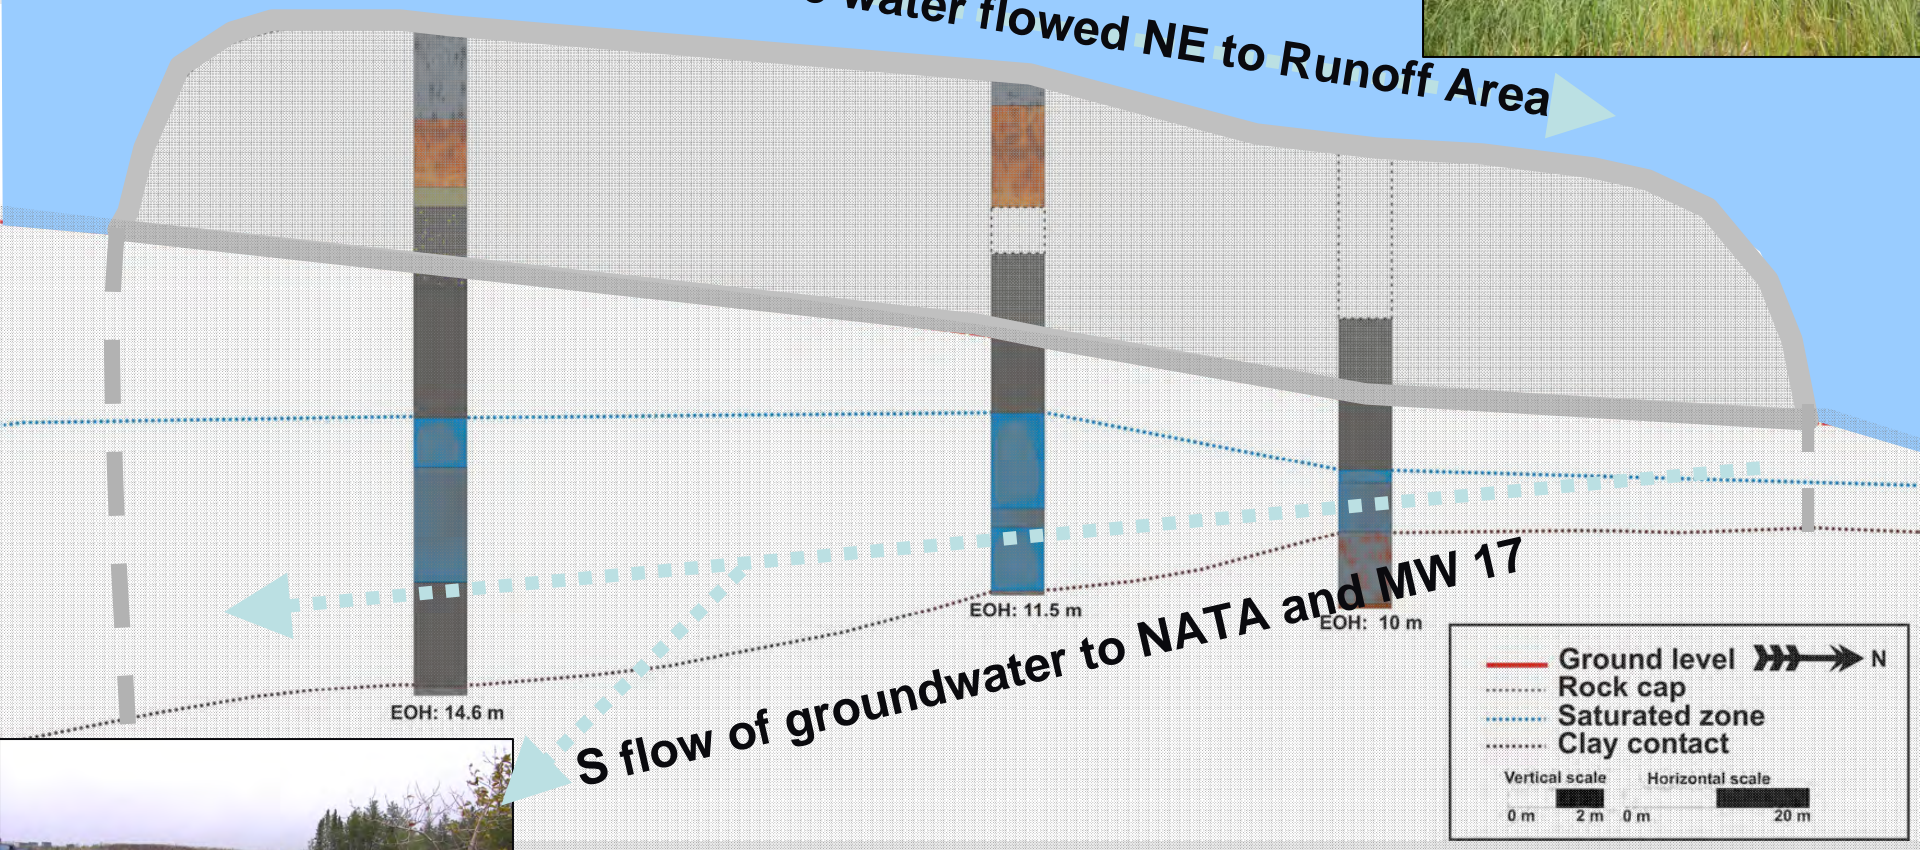 water flowed NE to Runoff Area
EOH: 11.5 m
EOH: 10 m
S flow of groundwater to NATA and MW 17
EOH: 14.6 m
Ground level
N
Rock cap
Saturated zone
Clay contact
Vertical scale Horizontal scale
0 m 2 m 0 m 20 m